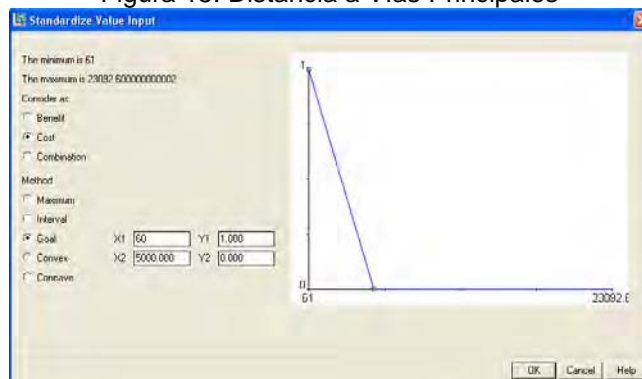 Figura 15: Distancia a Vías Principales
Standardize Value Input
The minimum is 61
The maximum is 23092.600000000002
Consider as:
Benefit
Cost
Combination
Method
Maximum
Interval
Goal X1 60 Y1 1.000
Convex X2 5000.000 Y2 0.000
Concave
1
0
61 23092.6
OK Cancel Help